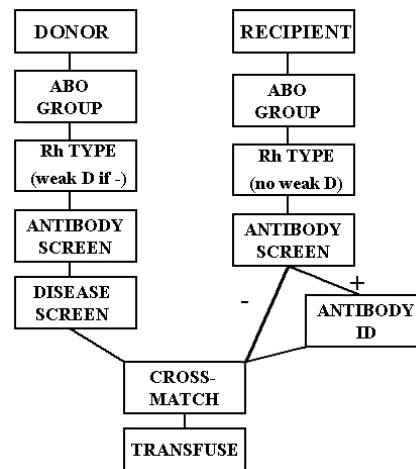 DONOR
ABO
GROUP
Rh TYPE
(weak D if -)
ANTIBODY
SCREEN
DISEASE
SCREEN
RECIPIENT
ABO
GROUP
Rh TYPE
(no weak D)
ANTIBODY
SCREEN
-
+
ANTIBODY
ID
CROSS-
MATCH
TRANSFUSE